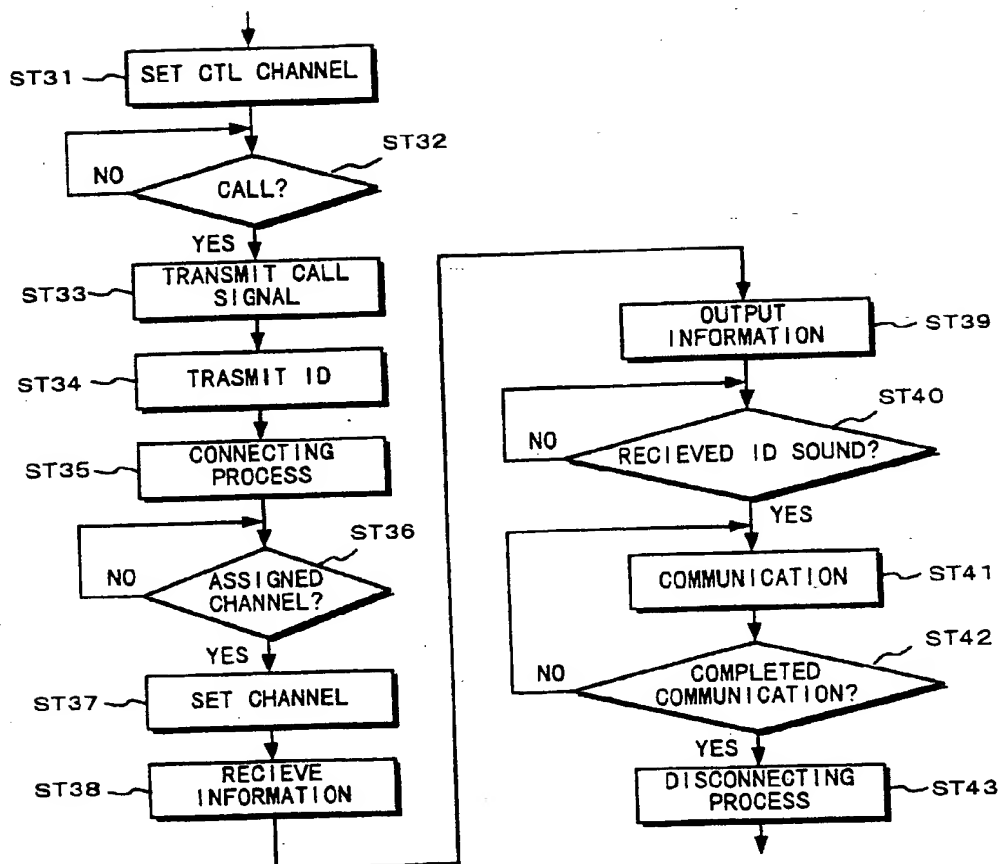 ST31
SET CTL CHANNEL
ST32
NO
CALL?
YES
ST33
TRANSMIT CALL
SIGNAL
ST34
TRASMIT ID
ST35
CONNECTING
PROCESS
ST36
NO
ASSIGNED
CHANNEL?
YES
ST37
SET CHANNEL
ST38
RECIEVE
INFORMATION
OUTPUT
INFORMATION
ST39
ST40
NO
RECIEVED ID SOUND?
YES
COMMUNICATION
ST41
ST42
NO
COMPLETED
COMMUNICATION?
YES
DISCONNECTING
PROCESS
ST43